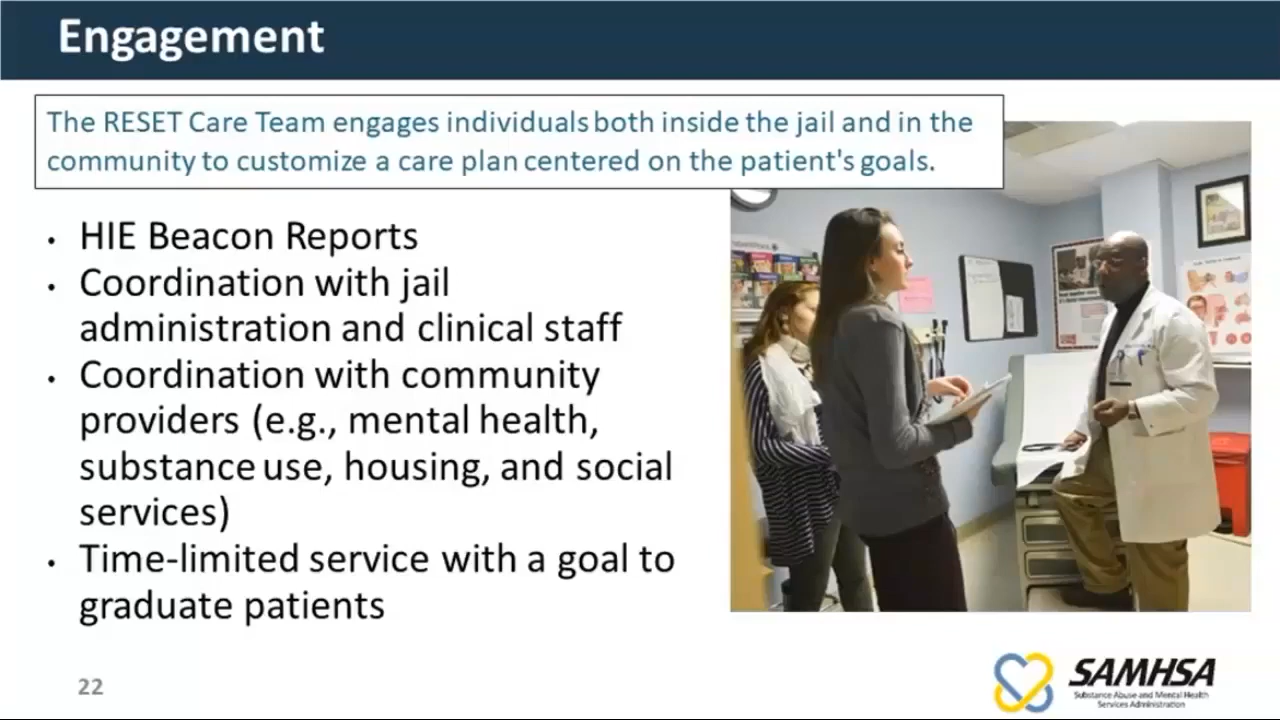 Engagement
The RESET Care Team engages individuals both inside the jail and in the
community to customize a care plan centered on the patient's goals.
• HIE Beacon Reports
• Coordination with jail
administration and clinical staff
• Coordination with community
providers (e.g., mental health,
substance use, housing, and social
services)
• Time-limited service with a goal to
graduate patients
22
SAMHSA
Substance Abuse and Mental Health
Services Administration